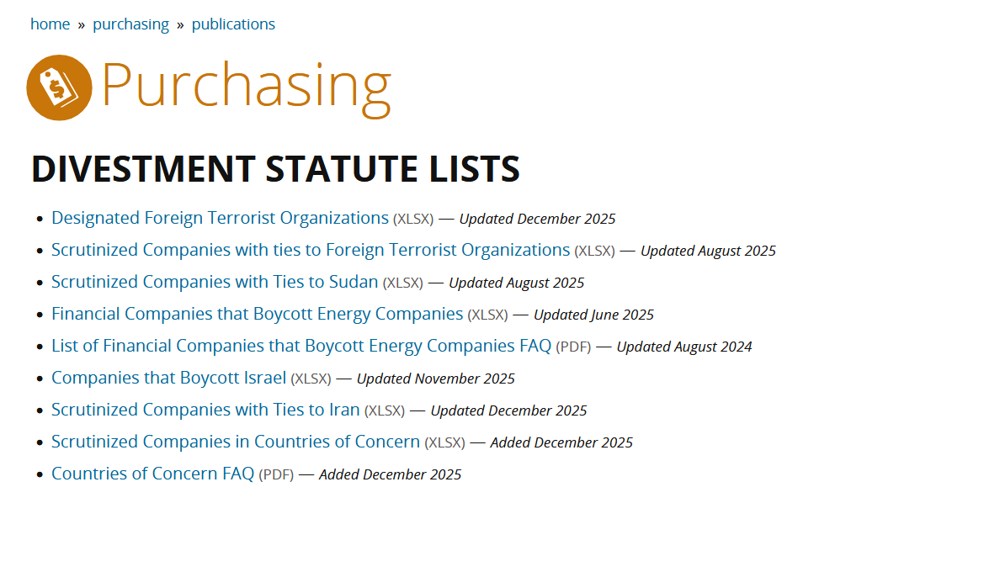 home » purchasing » publications
Purchasing
DIVESTMENT STATUTE LISTS
• Designated Foreign Terrorist Organizations (XLSX) — Updated December 2025
• Scrutinized Companies with ties to Foreign Terrorist Organizations (XLSX) — Updated August 2025
• Scrutinized Companies with Ties to Sudan (XLSX) — Updated August 2025
• Financial Companies that Boycott Energy Companies (XLSX) — Updated June 2025
• List of Financial Companies that Boycott Energy Companies FAQ (PDF) — Updated August 2024
• Companies that Boycott Israel (XLSX) — Updated November 2025
• Scrutinized Companies with Ties to Iran (XLSX) — Updated December 2025
• Scrutinized Companies in Countries of Concern (XLSX) — Added December 2025
• Countries of Concern FAQ (PDF) — Added December 2025